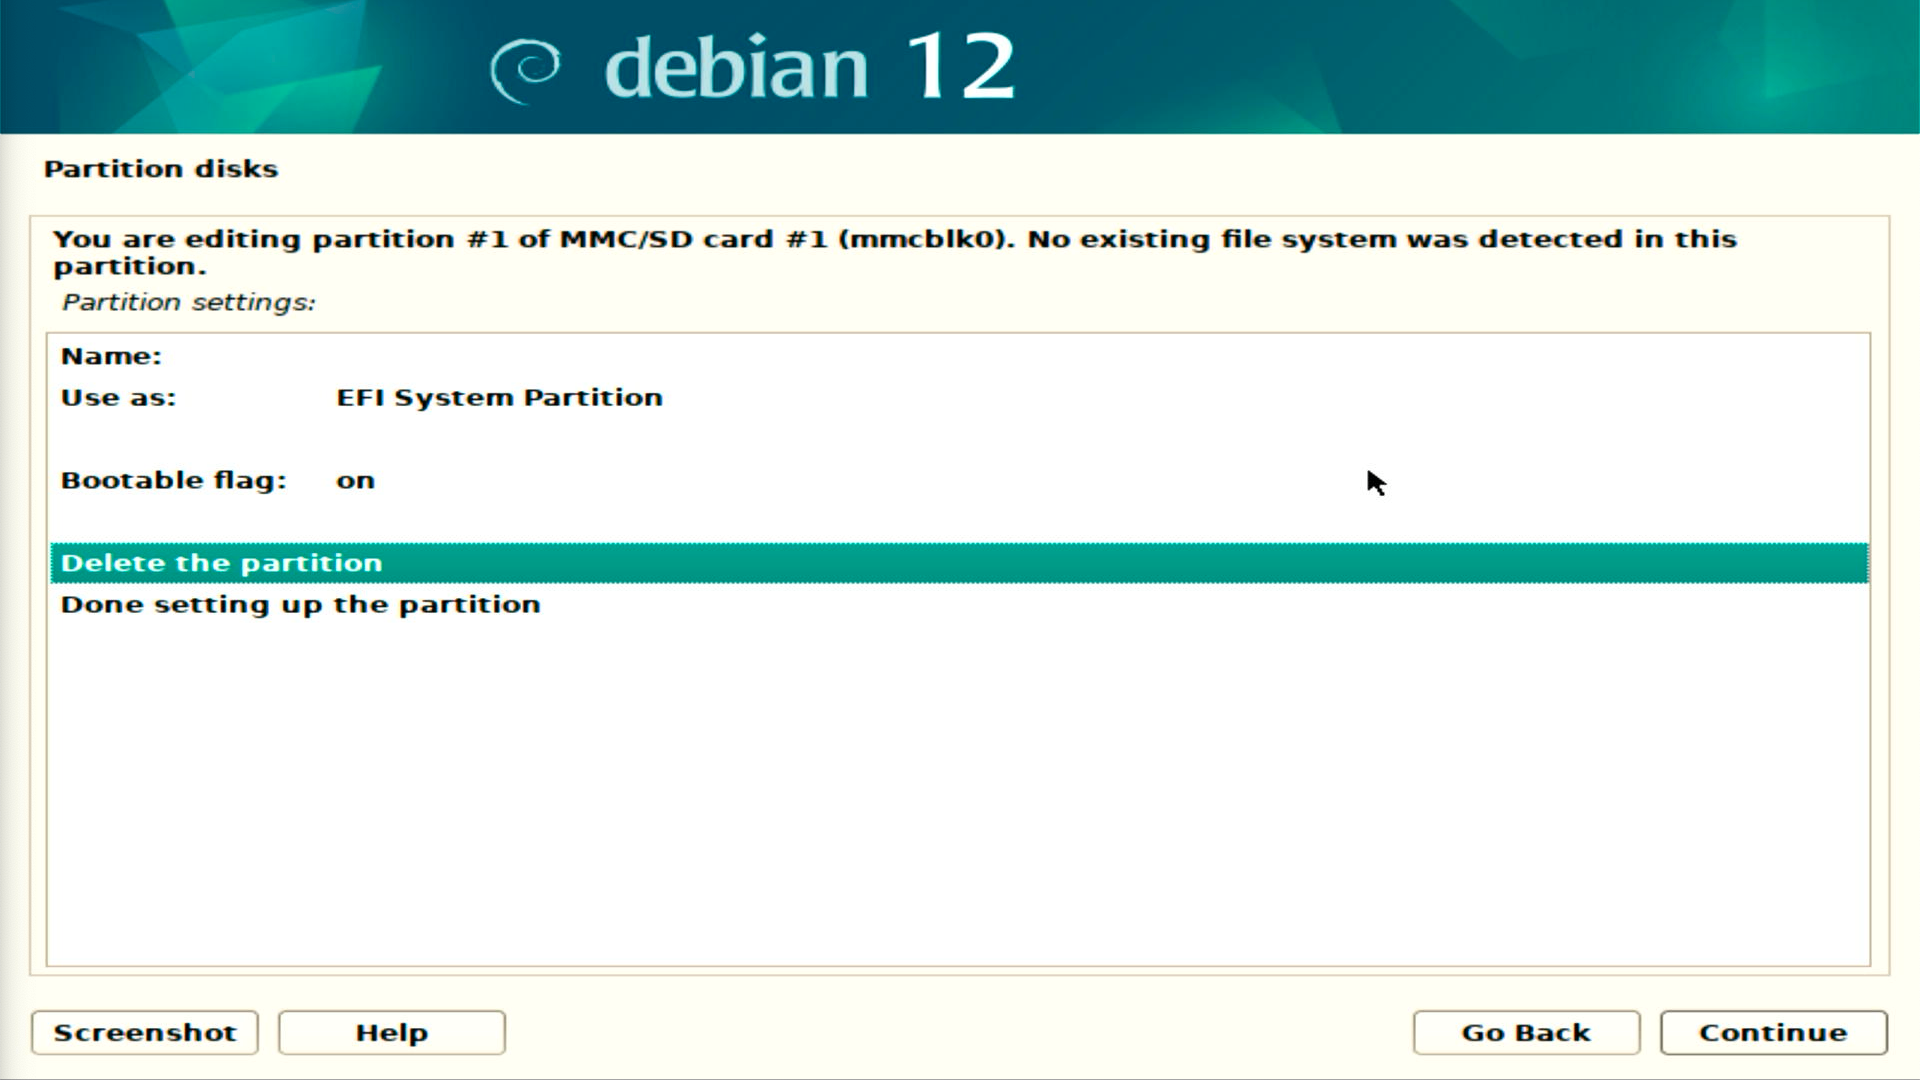 debian 12
Partition disks
You are editing partition #1 of MMC/SD card #1 (mmcblk0). No existing file system was detected in this
partition.
Partition settings:
Name:
Use as: EFI System Partition
Bootable flag: on
Delete the partition
Done setting up the partition
Screenshot Help Go Back Continue